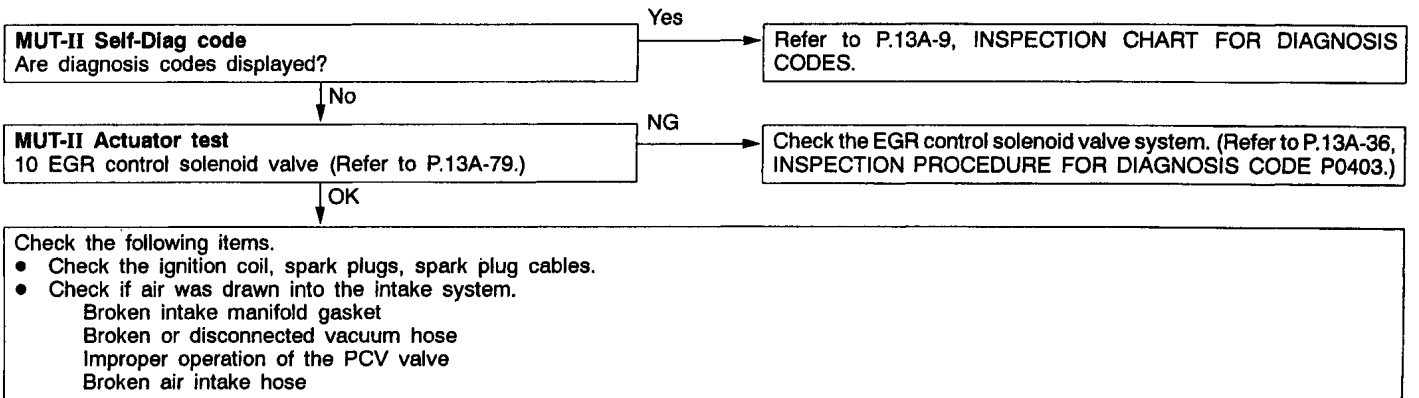 Yes
MUT-II Self-Diag code
Are diagnosis codes displayed?
Refer to P.13A-9, INSPECTION CHART FOR DIAGNOSIS
CODES.
No
NG
MUT-II Actuator test
10 EGR control solenoid valve (Refer to P.13A-79.)
Check the EGR control solenoid valve system. (Refer to P.13A-36,
INSPECTION PROCEDURE FOR DIAGNOSIS CODE P0403.)
OK
Check the following items.
● Check the ignition coil, spark plugs, spark plug cables.
● Check if air was drawn into the intake system.
Broken intake manifold gasket
Broken or disconnected vacuum hose
Improper operation of the PCV valve
Broken air intake hose